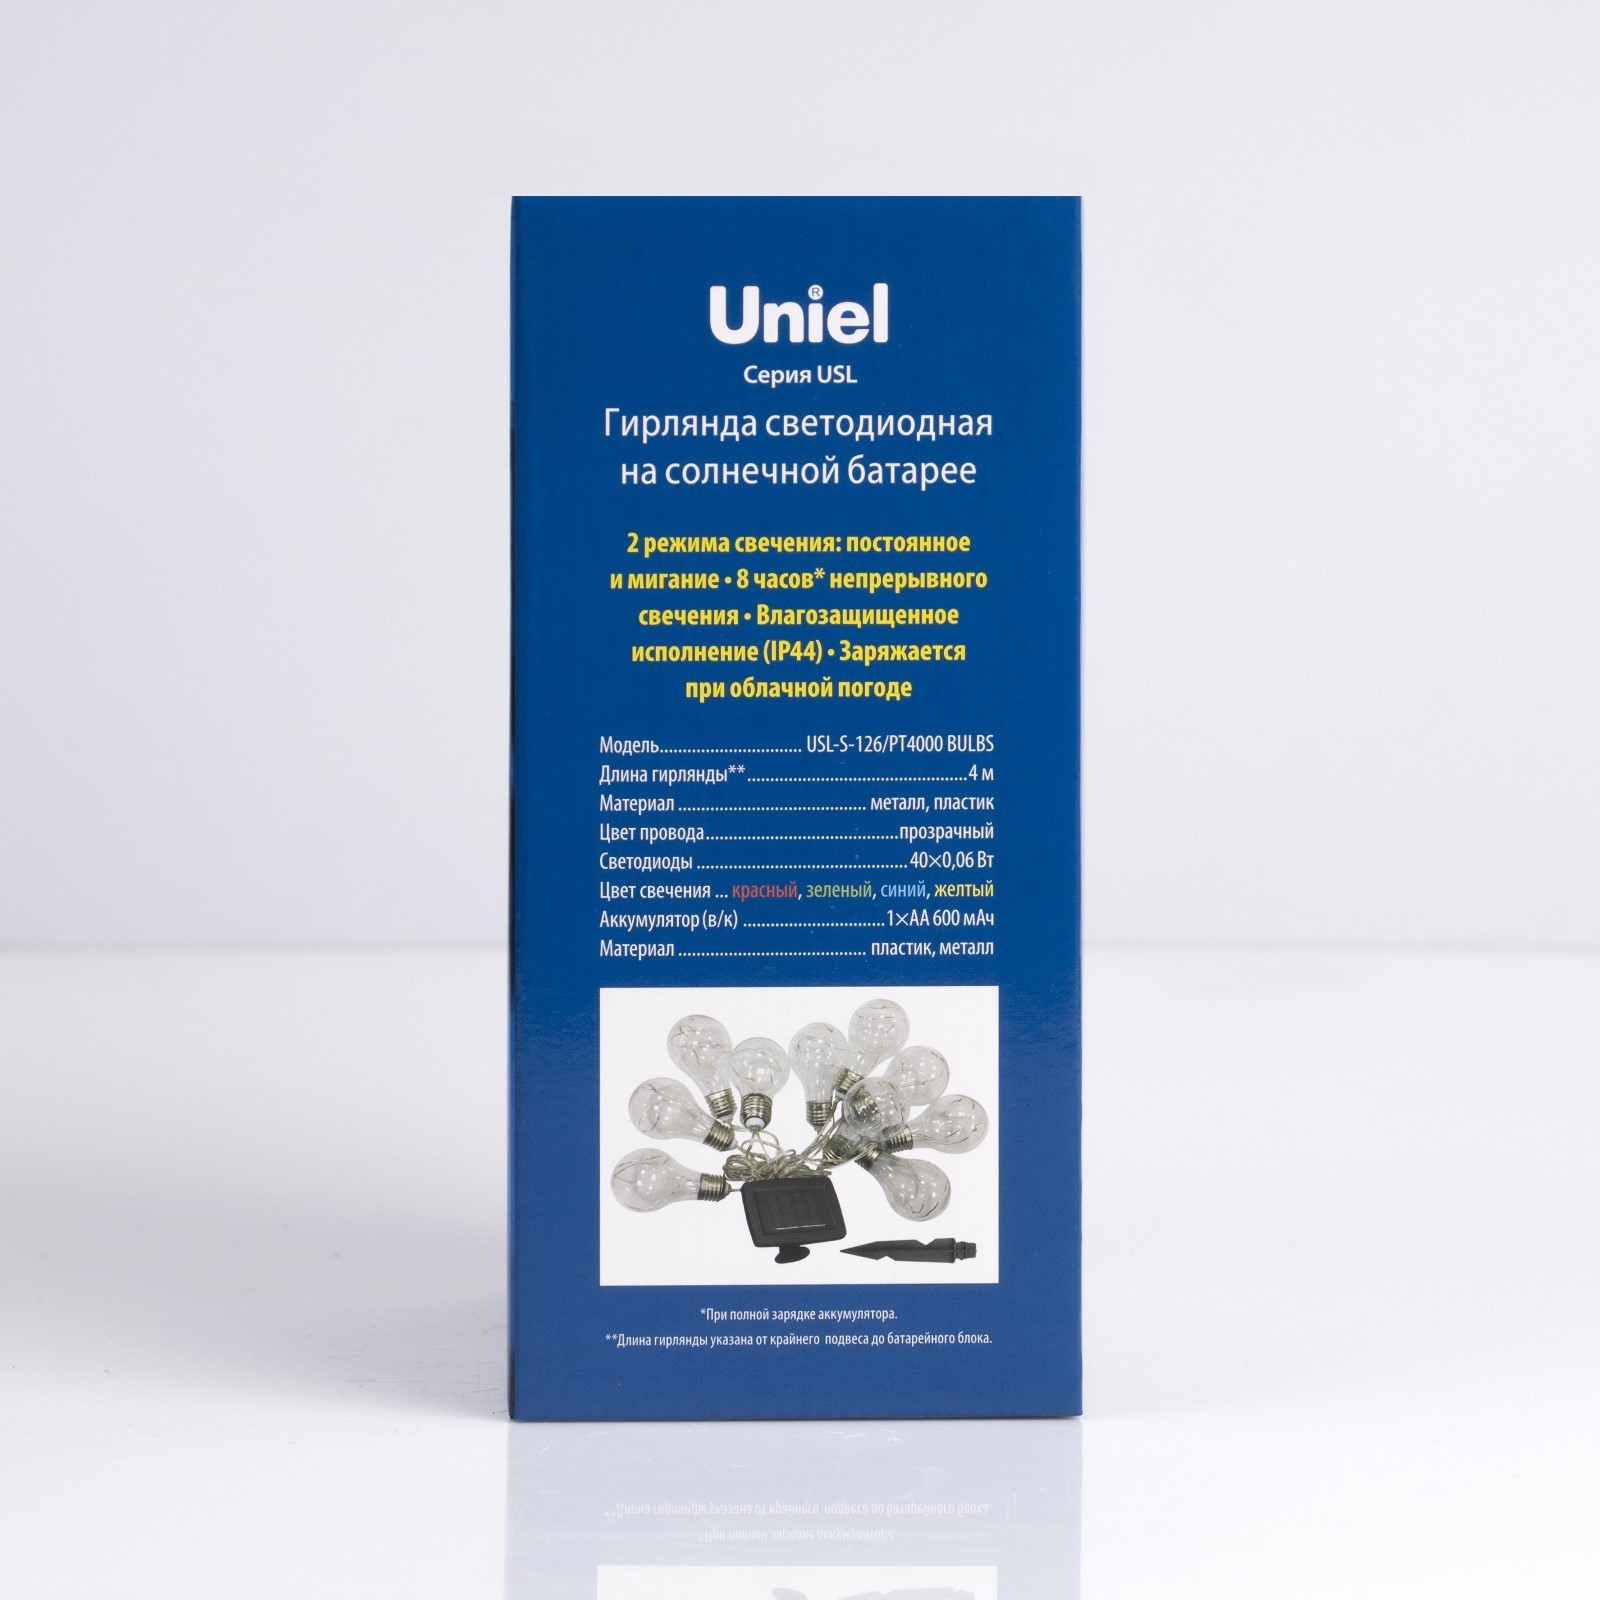 Uniel®
Серия USL
Гирлянда светодиодная
на солнечной батарее
2 режима свечения: постоянное
и мигание • 8 часов* непрерывного
свечения • Влагозащищенное
исполнение (IP44) • Заряжается
при облачной погоде
Модель............................... USL-S-126/PT4000 BULBS
Длина гирлянды**................................................4 м
Материал ......................................... металл, пластик
Цвет провода..........................................прозрачный
Светодиоды .............................................. 40×0,06 Вт
Цвет свечения ... красный, зеленый, синий, желтый
Аккумулятор (в/к) ...............................1×АА 600 мАч
Материал ......................................... пластик, металл
*При полной зарядке аккумулятора.
**Длина гирлянды указана от крайнего подвеса до батарейного блока.